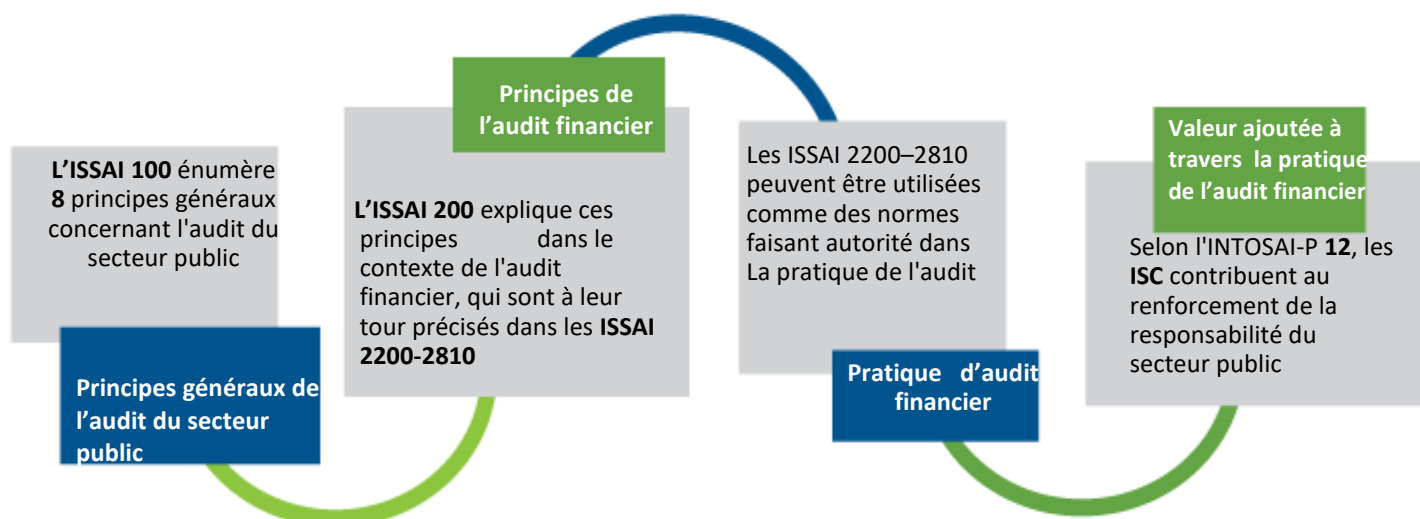 L’ISSAI 100 énumère
8 principes généraux
concernant l'audit du
secteur public
Principes généraux de
l’audit du secteur
public
Principes de
l’audit financier
L’ISSAI 200 explique ces
principes dans le
contexte de l'audit
financier, qui sont à leur
tour précisés dans les ISSAI
2200-2810
Les ISSAI 2200–2810
peuvent être utilisées
comme des normes
faisant autorité dans
La pratique de l'audit
Pratique d’audit
financier
Valeur ajoutée à
travers la pratique
de l’audit financier
Selon l'INTOSAI-P 12, les
ISC contribuent au
renforcement de la
responsabilité du
secteur public